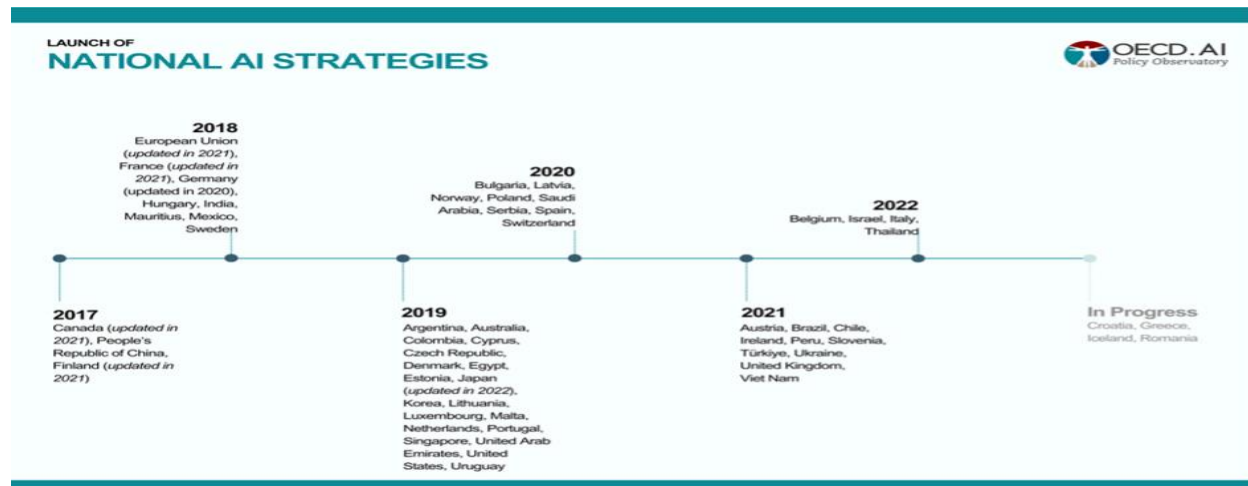 LAUNCH OF
NATIONAL AI STRATEGIES
OECD.AI
Policy Observatory
2018
European Union
(updated in 2021),
France (updated in
2021), Germany
(updated in 2020),
Hungary, India,
Mauritius, Mexico,
Sweden
2020
Bulgaria, Latvia,
Norway, Poland, Saudi
Arabia, Serbia, Spain,
Switzerland
2022
Belgium, Israel, Italy,
Thailand
2017
Canada (updated in
2021), People's
Republic of China,
Finland (updated in
2021)
2019
Argentina, Australia,
Colombia, Cyprus,
Czech Republic,
Denmark, Egypt,
Estonia, Japan
(updated in 2022),
Korea, Lithuania,
Luxembourg, Malta,
Netherlands, Portugal,
Singapore, United Arab
Emirates, United
States, Uruguay
2021
Austria, Brazil, Chile,
Ireland, Peru, Slovenia,
Türkiye, Ukraine,
United Kingdom,
Viet Nam
In Progress
Croatia, Greece,
Iceland, Romania